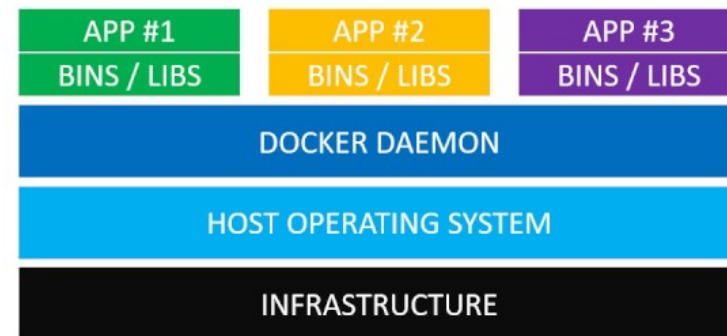 APP #1
BINS / LIBS
APP #2
BINS / LIBS
APP #3
BINS / LIBS
DOCKER DAEMON
HOST OPERATING SYSTEM
INFRASTRUCTURE